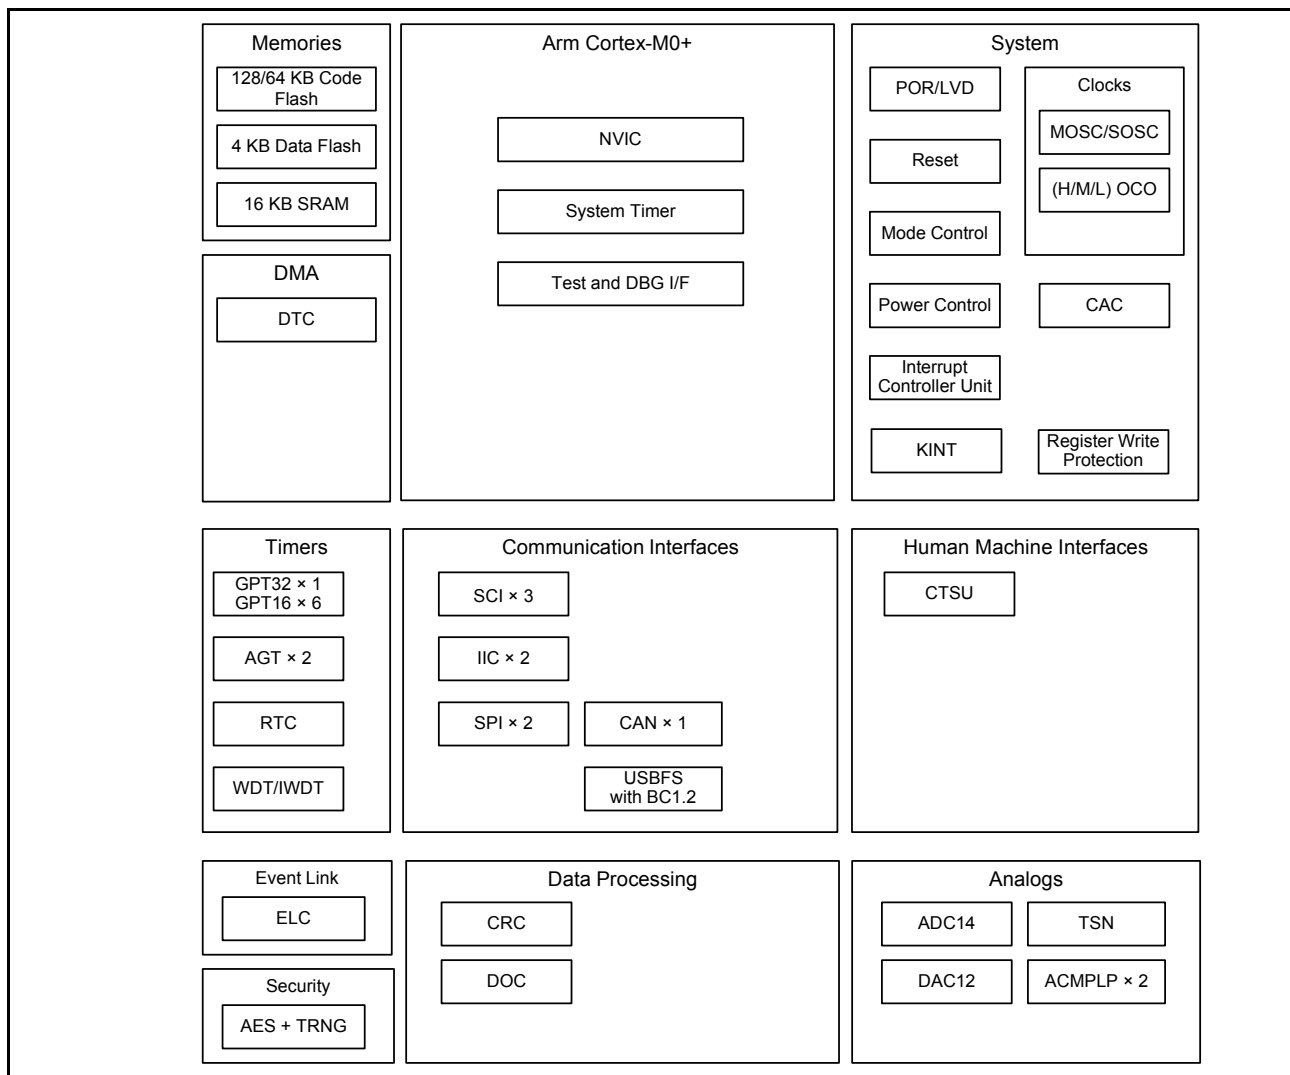 Memories
128/64 KB Code
Flash
4 KB Data Flash
16 KB SRAM
DMA
DTC
Arm Cortex-M0+
NVIC
System Timer
Test and DBG I/F
System
POR/LVD
Reset
Mode Control
Power Control
Interrupt
Controller Unit
KINT
Clocks
MOSC/SOSC
(H/M/L) OCO
CAC
Register Write
Protection
Timers
GPT32 × 1
GPT16 × 6
AGT × 2
RTC
WDT/IWDT
Communication Interfaces
SCI × 3
IIC × 2
SPI × 2
CAN × 1
USBFS
with BC1.2
Human Machine Interfaces
CTSU
Event Link
ELC
Security
AES + TRNG
Data Processing
CRC
DOC
Analogs
ADC14
TSN
DAC12
ACMPLP × 2